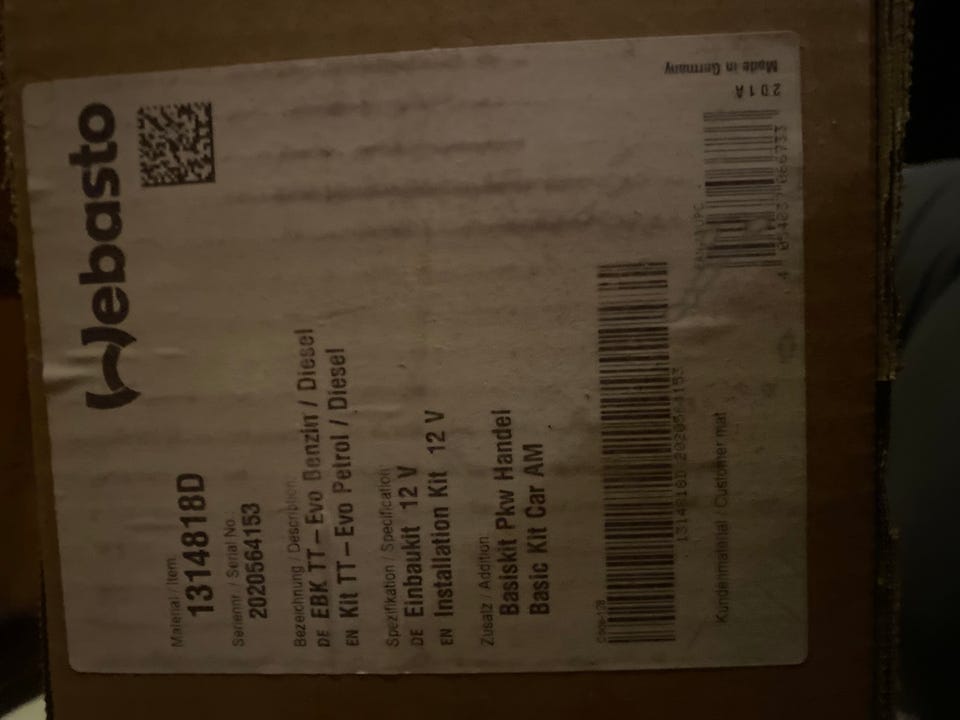 Webasto
Material / Item
1314818D
Seriennr. / Serial No.
2020564153
Bezeichnung / Description
DE EBK TT-Evo Benzin / Diesel
EN Kit TT-Evo Petrol / Diesel
Spezifikation / Specification
DE Einbaukit 12 V
EN Installation Kit 12 V
Zusatz / Addition
Basiskit Pkw Handel
Basic Kit Car AM
1314818D 2020564153
Kundenmaterial / Customer mat
Made in Germany
201A